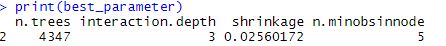 > print(best_parameter)
  n.trees interaction.depth  shrinkage n.minobsinnode
2    4347                 3 0.02560172              5